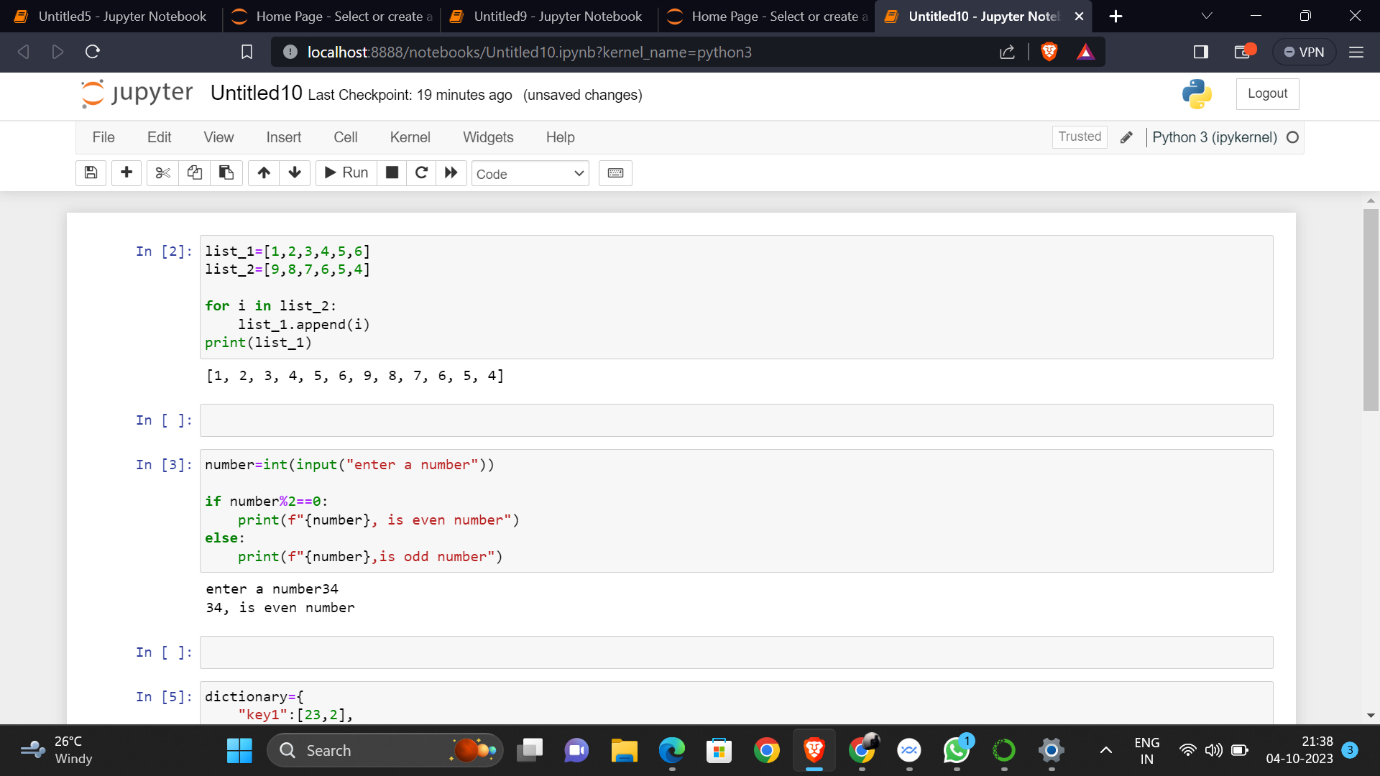 Untitled5 - Jupyter Notebook
Home Page - Select or create a
Untitled9 - Jupyter Notebook
Home Page - Select or create a
Untitled10 - Jupyter Note
localhost:8888/notebooks/Untitled10.ipynb?kernel_name=python3
VPN
jupyter Untitled10 Last Checkpoint: 19 minutes ago (unsaved changes)
Logout
File Edit View Insert Cell Kernel Widgets Help
Trusted
Python 3 (ipykernel)
Run
Code
In [2]: list_1=[1,2,3,4,5,6]
list_2=[9,8,7,6,5,4]
for i in list_2:
    list_1.append(i)
print(list_1)
[1, 2, 3, 4, 5, 6, 9, 8, 7, 6, 5, 4]
In [ ]:
In [3]: number=int(input("enter a number"))
if number%2==0:
    print(f"{number}, is even number")
else:
    print(f"{number},is odd number")
enter a number34
34, is even number
In [ ]:
In [5]: dictionary={
    "key1":[23,2],
26°C
Windy
Search
1
ENG
IN
21:38
04-10-2023
3